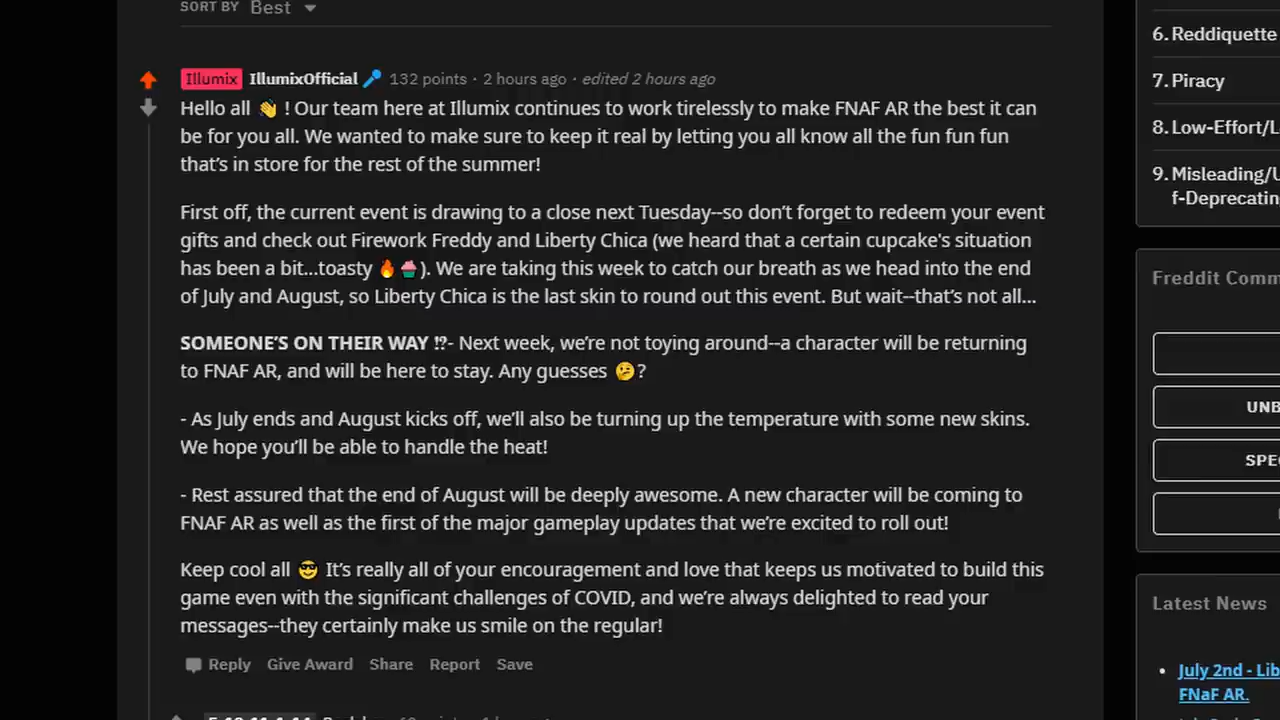 SORT BY Best
Illumix IllumixOfficial 132 points · 2 hours ago · edited 2 hours ago
Hello all 👋 ! Our team here at Illumix continues to work tirelessly to make FNAF AR the best it can
be for you all. We wanted to make sure to keep it real by letting you all know all the fun fun fun
that's in store for the rest of the summer!
First off, the current event is drawing to a close next Tuesday--so don't forget to redeem your event
gifts and check out Firework Freddy and Liberty Chica (we heard that a certain cupcake's situation
has been a bit...toasty 🔥🧁). We are taking this week to catch our breath as we head into the end
of July and August, so Liberty Chica is the last skin to round out this event. But wait--that's not all...
SOMEONE'S ON THEIR WAY ⁉- Next week, we're not toying around--a character will be returning
to FNAF AR, and will be here to stay. Any guesses 🤔?
- As July ends and August kicks off, we'll also be turning up the temperature with some new skins.
We hope you'll be able to handle the heat!
- Rest assured that the end of August will be deeply awesome. A new character will be coming to
FNAF AR as well as the first of the major gameplay updates that we're excited to roll out!
Keep cool all 😎 It's really all of your encouragement and love that keeps us motivated to build this
game even with the significant challenges of COVID, and we're always delighted to read your
messages--they certainly make us smile on the regular!
Reply Give Award Share Report Save
6. Reddiquette
7. Piracy
8. Low-Effort/L
9. Misleading/U
f-Deprecatin
Freddit Comm
UNB
SPEC
Latest News
July 2nd - Lib
FNaF AR.